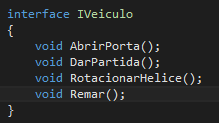 interface IVeiculo
{
    void AbrirPorta();
    void DarPartida();
    void RotacionarHelice();
    void Remar();
}